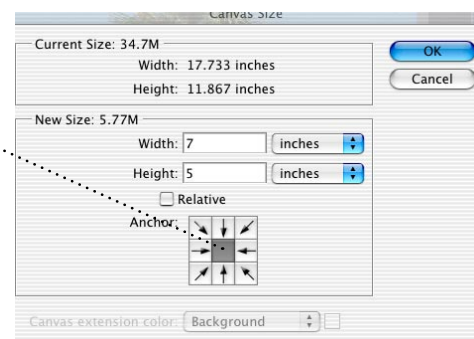 Canvas Size
Current Size: 34.7M
Width: 17.733 inches
Height: 11.867 inches
OK
Cancel
New Size: 5.77M
Width: 7 inches
Height: 5 inches
Relative
Anchor:
Canvas extension color: Background